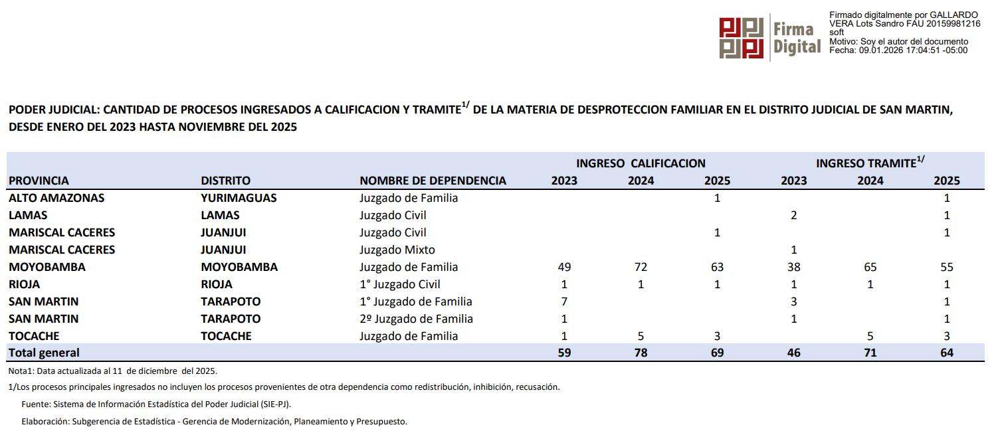 Firma
Digital
Firmado digitalmente por GALLARDO
VERA Lots Sandro FAU 20159981216
soft
Motivo: Soy el autor del documento
Fecha: 09.01.2026 17:04:51 -05:00
PODER JUDICIAL: CANTIDAD DE PROCESOS INGRESADOS A CALIFICACION Y TRAMITE1/ DE LA MATERIA DE DESPROTECCION FAMILIAR EN EL DISTRITO JUDICIAL DE SAN MARTIN,
DESDE ENERO DEL 2023 HASTA NOVIEMBRE DEL 2025
INGRESO CALIFICACION INGRESO TRAMITE1/
PROVINCIA DISTRITO NOMBRE DE DEPENDENCIA 2023 2024 2025 2023 2024 2025
ALTO AMAZONAS YURIMAGUAS Juzgado de Familia 1 1
LAMAS LAMAS Juzgado Civil 2 1
MARISCAL CACERES JUANJUI Juzgado Civil 1 1
MARISCAL CACERES JUANJUI Juzgado Mixto 1
MOYOBAMBA MOYOBAMBA Juzgado de Familia 49 72 63 38 65 55
RIOJA RIOJA 1° Juzgado Civil 1 1 1 1 1 1
SAN MARTIN TARAPOTO 1° Juzgado de Familia 7 3 1
SAN MARTIN TARAPOTO 2º Juzgado de Familia 1 1 1
TOCACHE TOCACHE Juzgado de Familia 1 5 3 5 3
Total general 59 78 69 46 71 64
Nota1: Data actualizada al 11 de diciembre del 2025.
1/Los procesos principales ingresados no incluyen los procesos provenientes de otra dependencia como redistribución, inhibición, recusación.
Fuente: Sistema de Información Estadística del Poder Judicial (SIE-PJ).
Elaboración: Subgerencia de Estadística - Gerencia de Modernización, Planeamiento y Presupuesto.